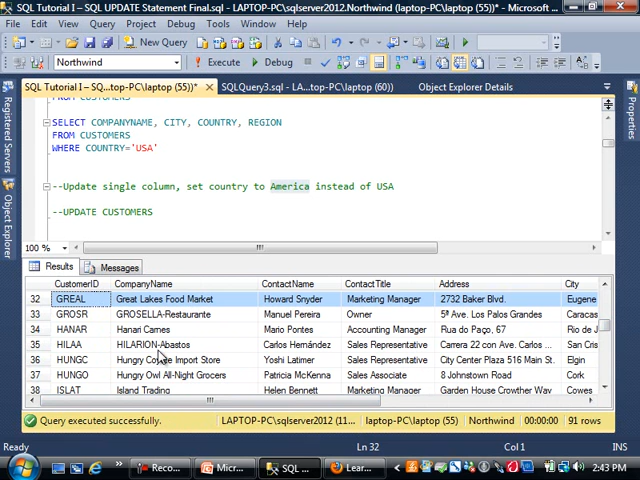 SQL Tutorial I – SQL UPDATE Statement Final.sql - LAPTOP-PC\sqlserver2012.Northwind (laptop-PC\laptop (55))* - Microsoft ...
File Edit View Query Project Debug Tools Window Help
New Query
Northwind Execute Debug
SQL Tutorial I – S...top-PC\laptop (55))* SQLQuery3.sql - LA...top-PC\laptop (60)) Object Explorer Details
Registered Servers
Object Explorer
Properties
FROM CUSTOMERS
SELECT COMPANYNAME, CITY, COUNTRY, REGION
FROM CUSTOMERS
WHERE COUNTRY='USA'
--Update single column, set country to America instead of USA
--UPDATE CUSTOMERS
100 %
Results Messages
CustomerID CompanyName ContactName ContactTitle Address City
32 GREAL Great Lakes Food Market Howard Snyder Marketing Manager 2732 Baker Blvd. Eugene
33 GROSR GROSELLA-Restaurante Manuel Pereira Owner 5ª Ave. Los Palos Grandes Caracas
34 HANAR Hanari Carnes Mario Pontes Accounting Manager Rua do Paço, 67 Rio de
35 HILAA HILARION-Abastos Carlos Hernández Sales Representative Carrera 22 con Ave. Carlos ... San Cris
36 HUNGC Hungry Coyote Import Store Yoshi Latimer Sales Representative City Center Plaza 516 Main St. Elgin
37 HUNGO Hungry Owl All-Night Grocers Patricia McKenna Sales Associate 8 Johnstown Road Cork
38 ISLAT Island Trading Helen Bennett Marketing Manager Garden House Crowther Way Cowes
Query executed successfully. LAPTOP-PC\sqlserver2012 (11... laptop-PC\laptop (55) Northwind 00:00:00 91 rows
Ready Ln 32 Col 1 INS
Reco... Micr... SQL ... Lear... 2:43 PM